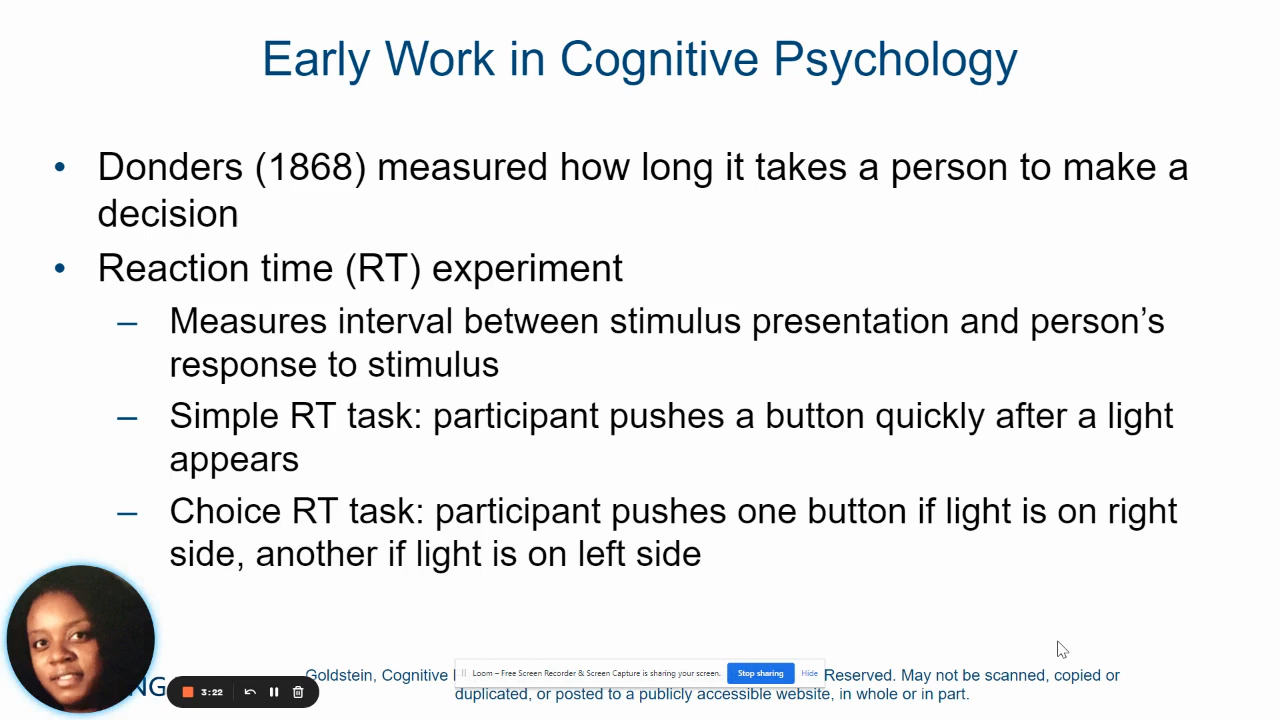 Early Work in Cognitive Psychology
• Donders (1868) measured how long it takes a person to make a
decision
• Reaction time (RT) experiment
– Measures interval between stimulus presentation and person’s
response to stimulus
– Simple RT task: participant pushes a button quickly after a light
appears
– Choice RT task: participant pushes one button if light is on right
side, another if light is on left side
Goldstein, Cognitive
Loom – Free Screen Recorder & Screen Capture is sharing your screen. Stop sharing Hide
Reserved. May not be scanned, copied or
duplicated, or posted to a publicly accessible website, in whole or in part.
NG
3:22